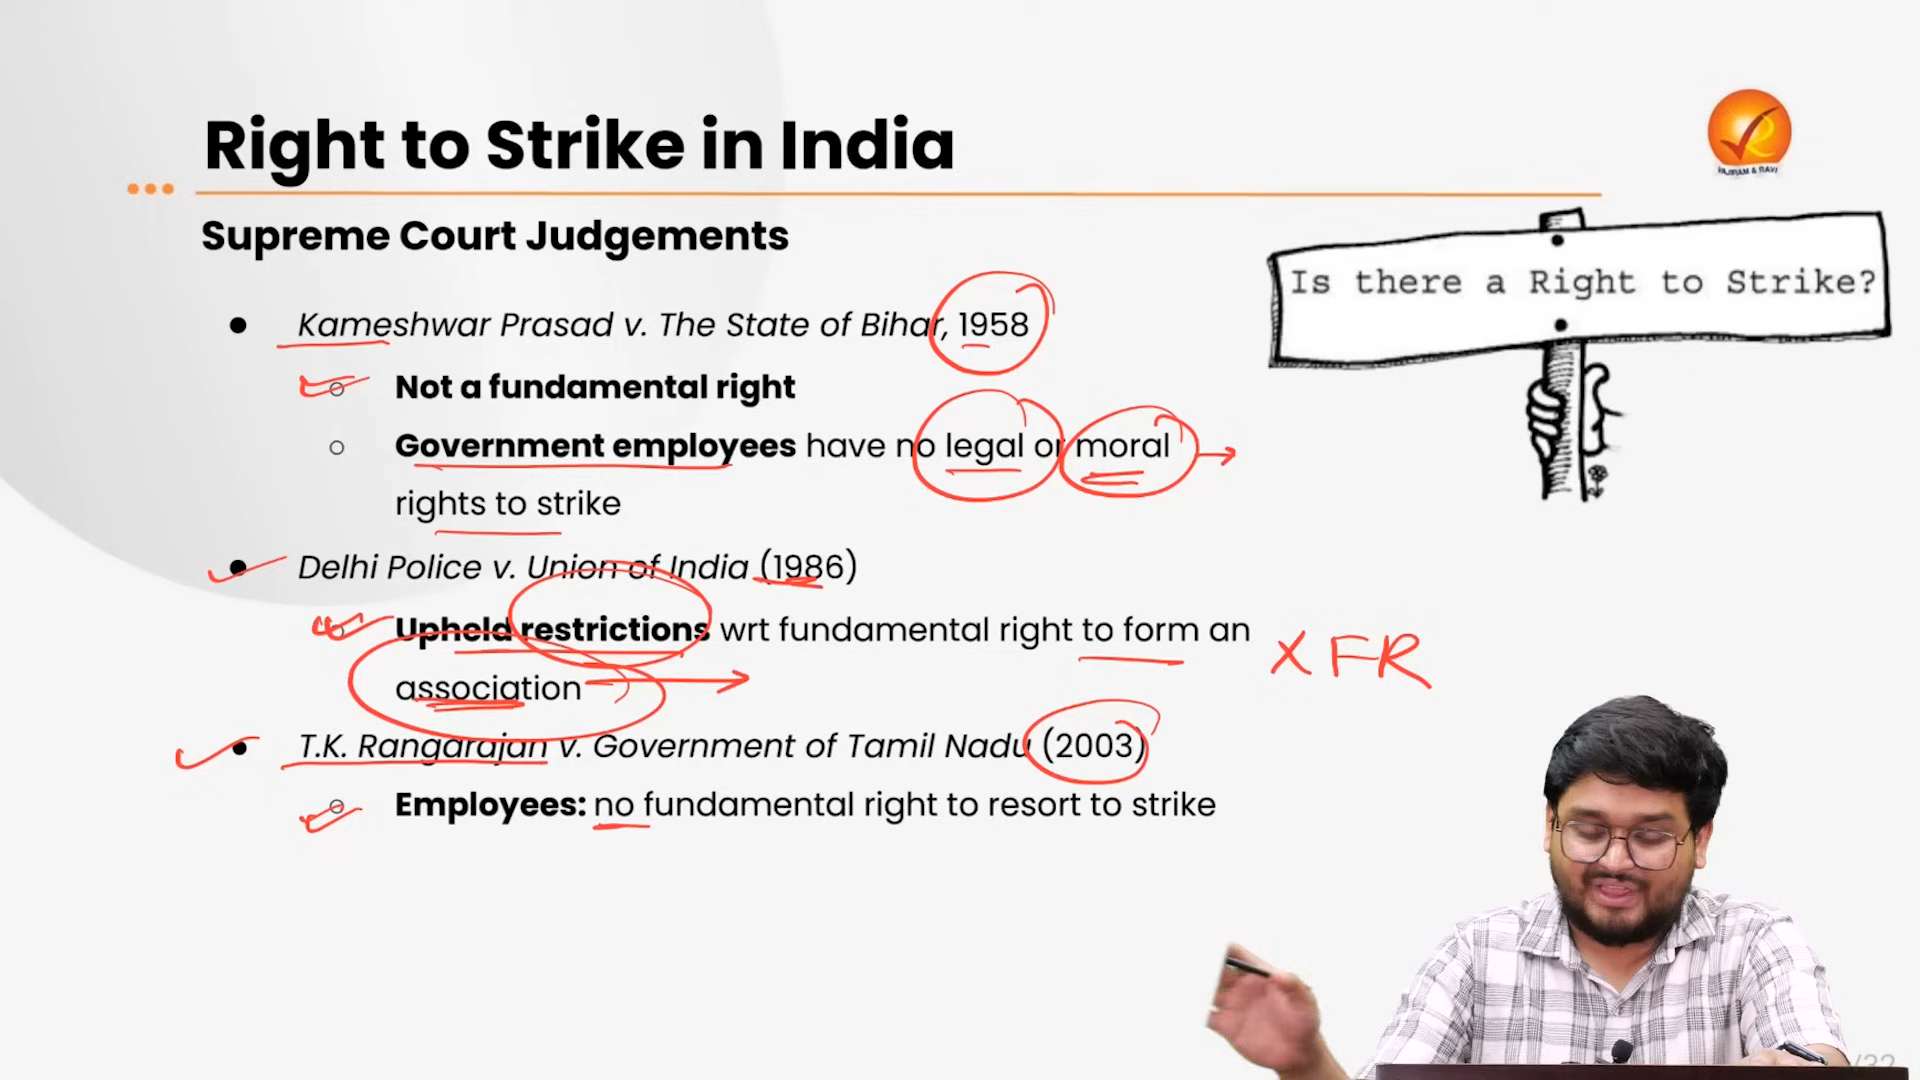 Right to Strike in India
VAJIRAM & RAVI
Supreme Court Judgements
Is there a Right to Strike?
Kameshwar Prasad v. The State of Bihar, 1958
Not a fundamental right
Government employees have no legal or moral
rights to strike
Delhi Police v. Union of India (1986)
Upheld restrictions wrt fundamental right to form an
association
X FR
T.K. Rangarajan v. Government of Tamil Nadu (2003)
Employees: no fundamental right to resort to strike